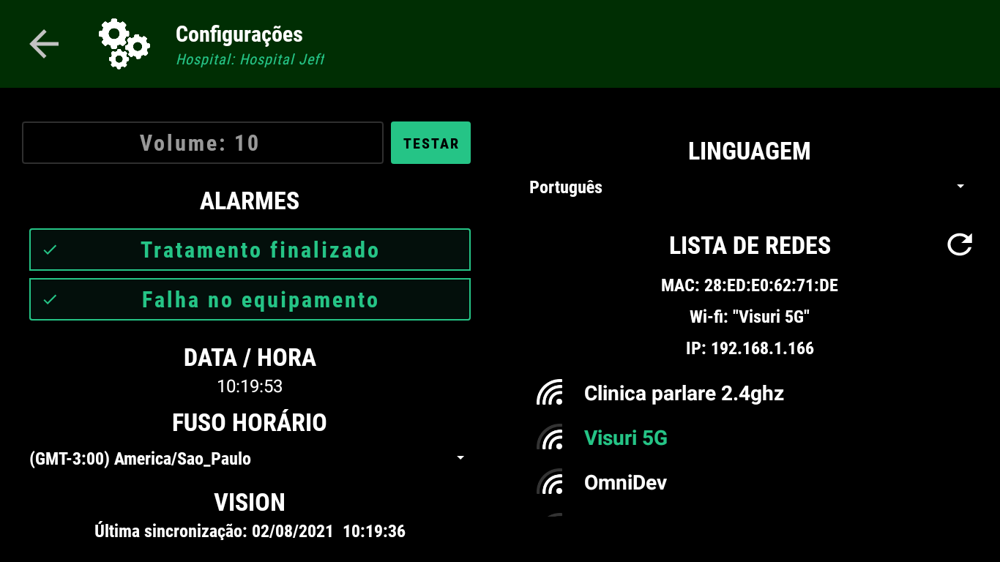 Configurações
Hospital: Hospital Jeff
Volume: 10
TESTAR
ALARMES
Tratamento finalizado
Falha no equipamento
DATA / HORA
10:19:53
FUSO HORÁRIO
(GMT-3:00) America/Sao_Paulo
VISION
Última sincronização: 02/08/2021 10:19:36
LINGUAGEM
Português
LISTA DE REDES
MAC: 28:ED:E0:62:71:DE
Wi-fi: "Visuri 5G"
IP: 192.168.1.166
Clinica parlare 2.4ghz
Visuri 5G
OmniDev